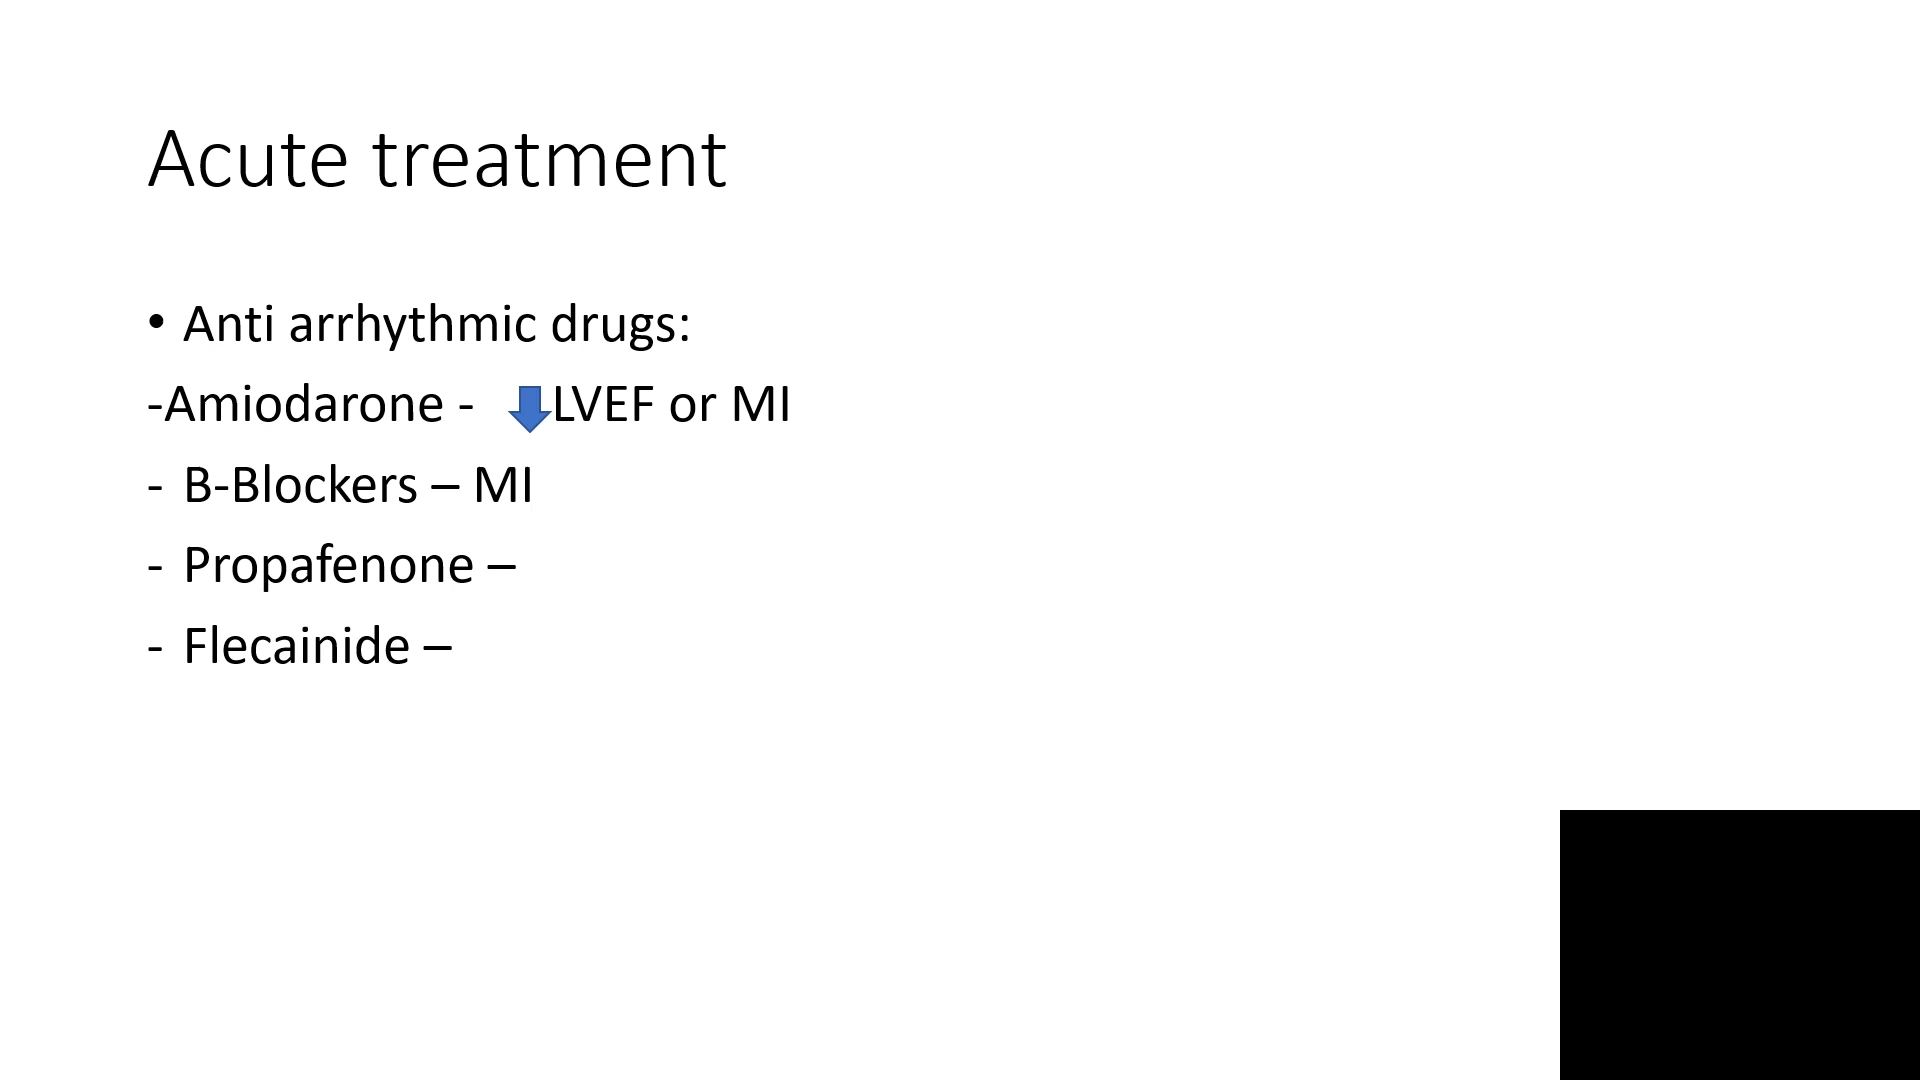 Acute treatment
• Anti arrhythmic drugs:
-Amiodarone - LVEF or MI
- B-Blockers – MI
- Propafenone –
- Flecainide –